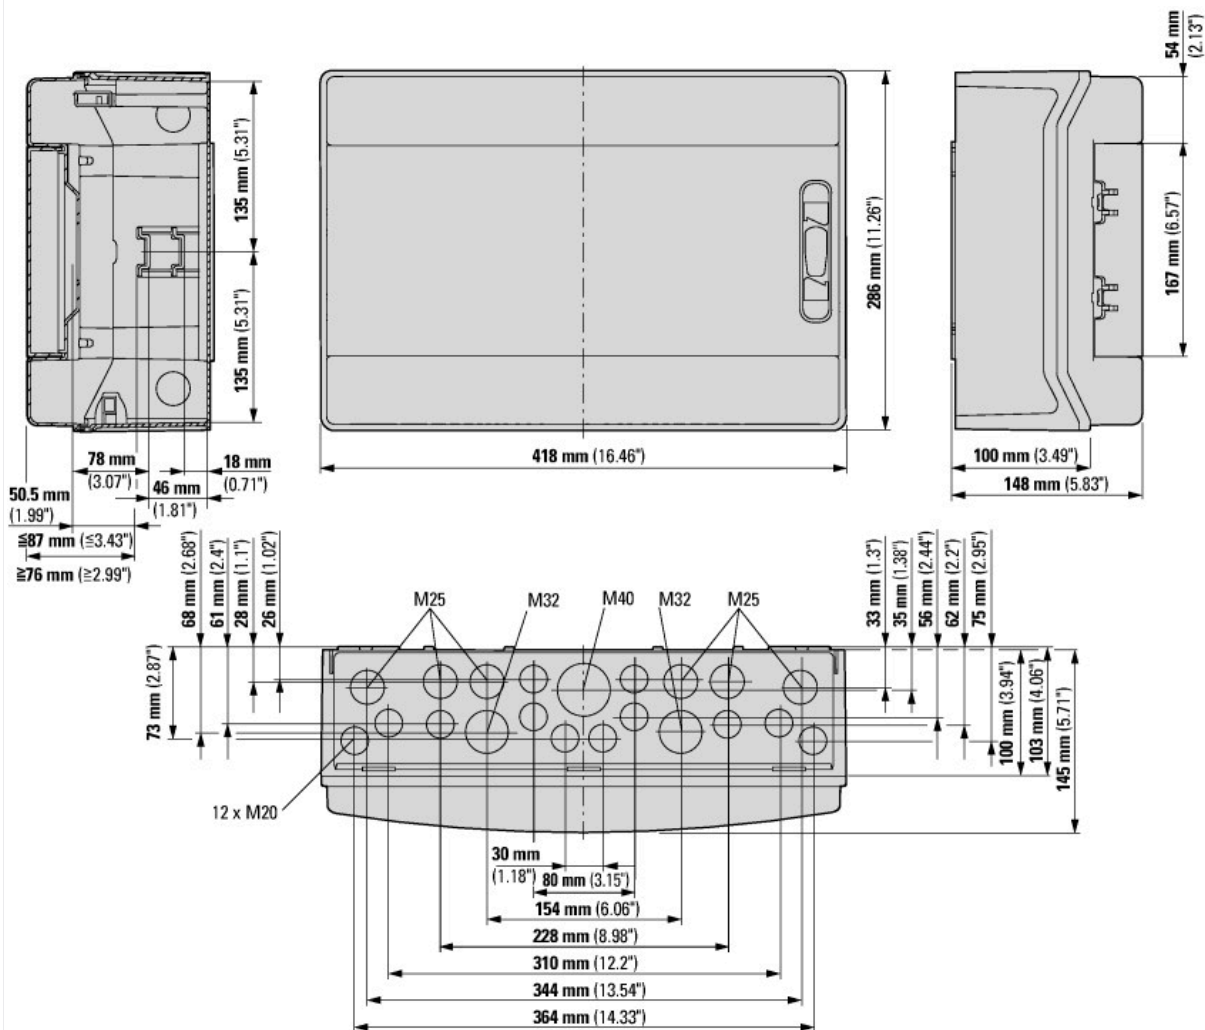 54 mm
(2.13")
135 mm (5.31")
135 mm (5.31")
286 mm (11.26")
167 mm (6.57")
418 mm (16.46")
78 mm
(3.07")
18 mm
(0.71")
46 mm
(1.81")
50.5 mm
(1.99")
≦87 mm (≦3.43")
≧76 mm (≧2.99")
100 mm (3.49")
148 mm (5.83")
68 mm (2.68")
61 mm (2.4")
28 mm (1.1")
26 mm (1.02")
33 mm (1.3")
35 mm (1.38")
56 mm (2.44")
62 mm (2.2")
75 mm (2.95")
M25
M32
M40
M32
M25
73 mm (2.87")
100 mm (3.94")
103 mm (4.06")
145 mm (5.71")
12 x M20
30 mm
(1.18")
80 mm (3.15")
154 mm (6.06")
228 mm (8.98")
310 mm (12.2")
344 mm (13.54")
364 mm (14.33")